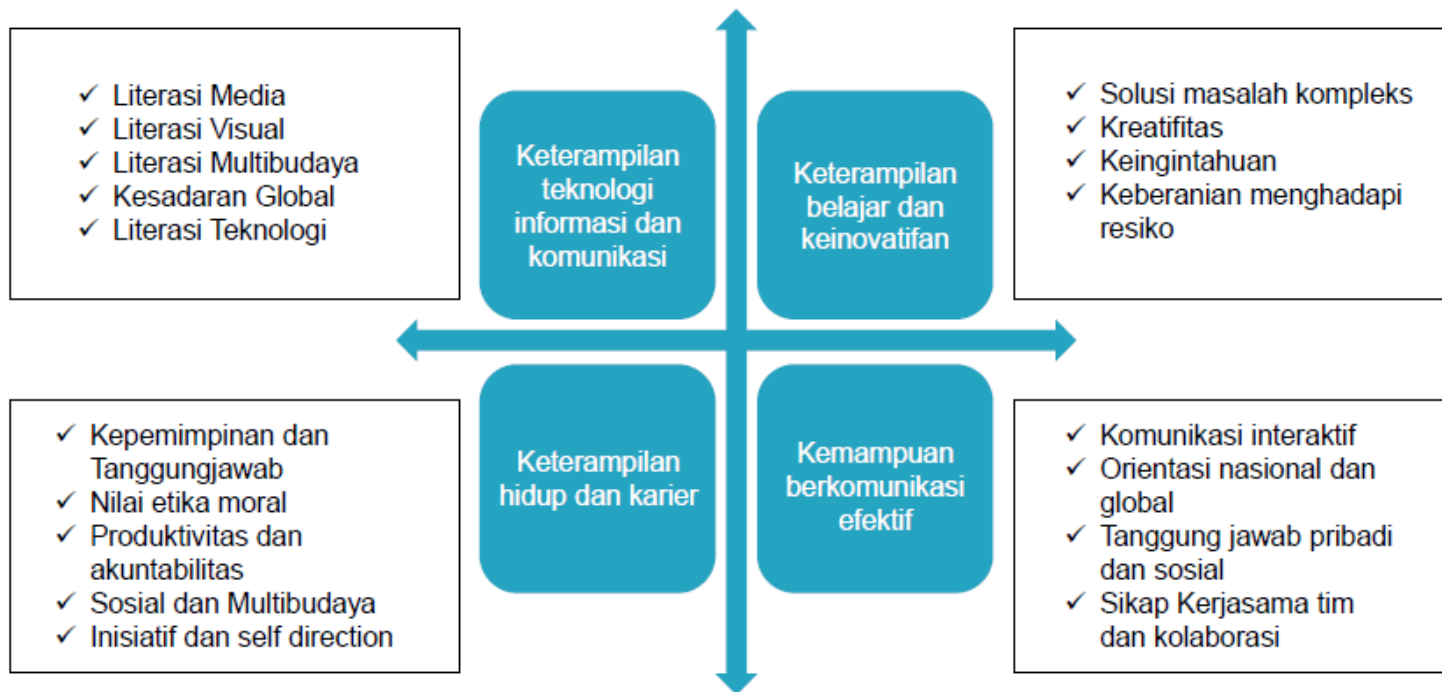 ✓ Literasi Media
✓ Literasi Visual
✓ Literasi Multibudaya
✓ Kesadaran Global
✓ Literasi Teknologi
Keterampilan
teknologi
informasi dan
komunikasi
Keterampilan
belajar dan
keinovatifan
✓ Solusi masalah kompleks
✓ Kreatifitas
✓ Keingintahuan
✓ Keberanian menghadapi
resiko
✓ Kepemimpinan dan
Tanggungjawab
✓ Nilai etika moral
✓ Produktivitas dan
akuntabilitas
✓ Sosial dan Multibudaya
✓ Inisiatif dan self direction
Keterampilan
hidup dan karier
Kemampuan
berkomunikasi
efektif
✓ Komunikasi interaktif
✓ Orientasi nasional dan
global
✓ Tanggung jawab pribadi
dan sosial
✓ Sikap Kerjasama tim
dan kolaborasi